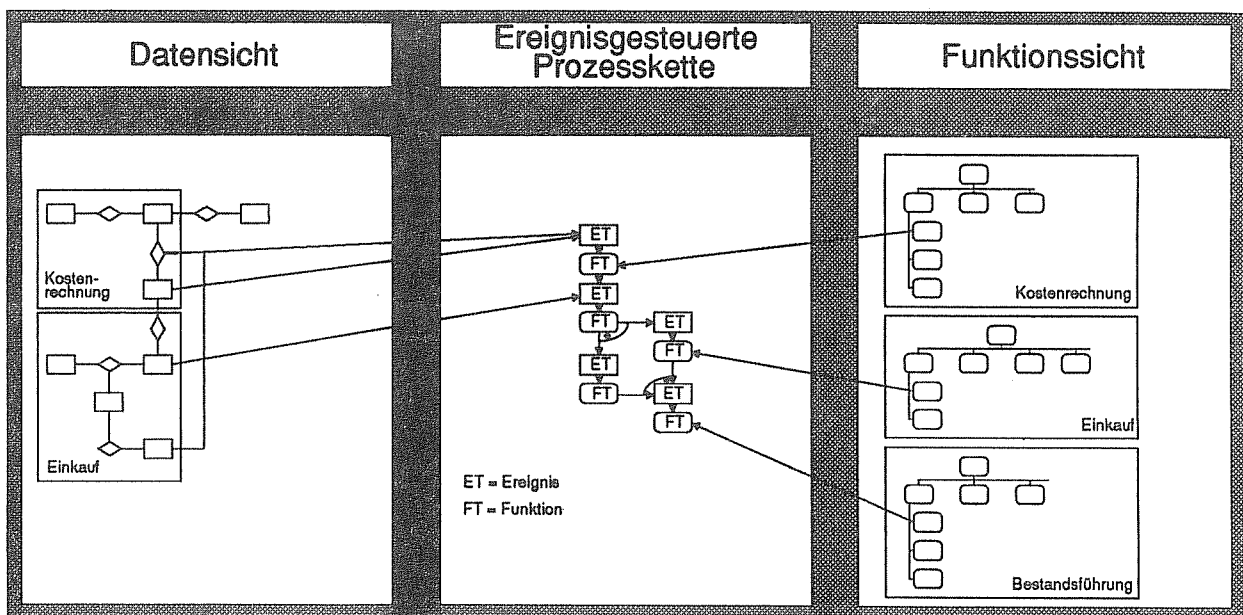 Datensicht
Ereignisgesteuerte
Prozesskette
Funktionssicht
Kosten-
rechnung
Einkauf
ET
FT
ET
FT
ET
ET
FT
ET
FT
ET
FT
ET = Ereignis
FT = Funktion
Kostenrechnung
Einkauf
Bestandsführung